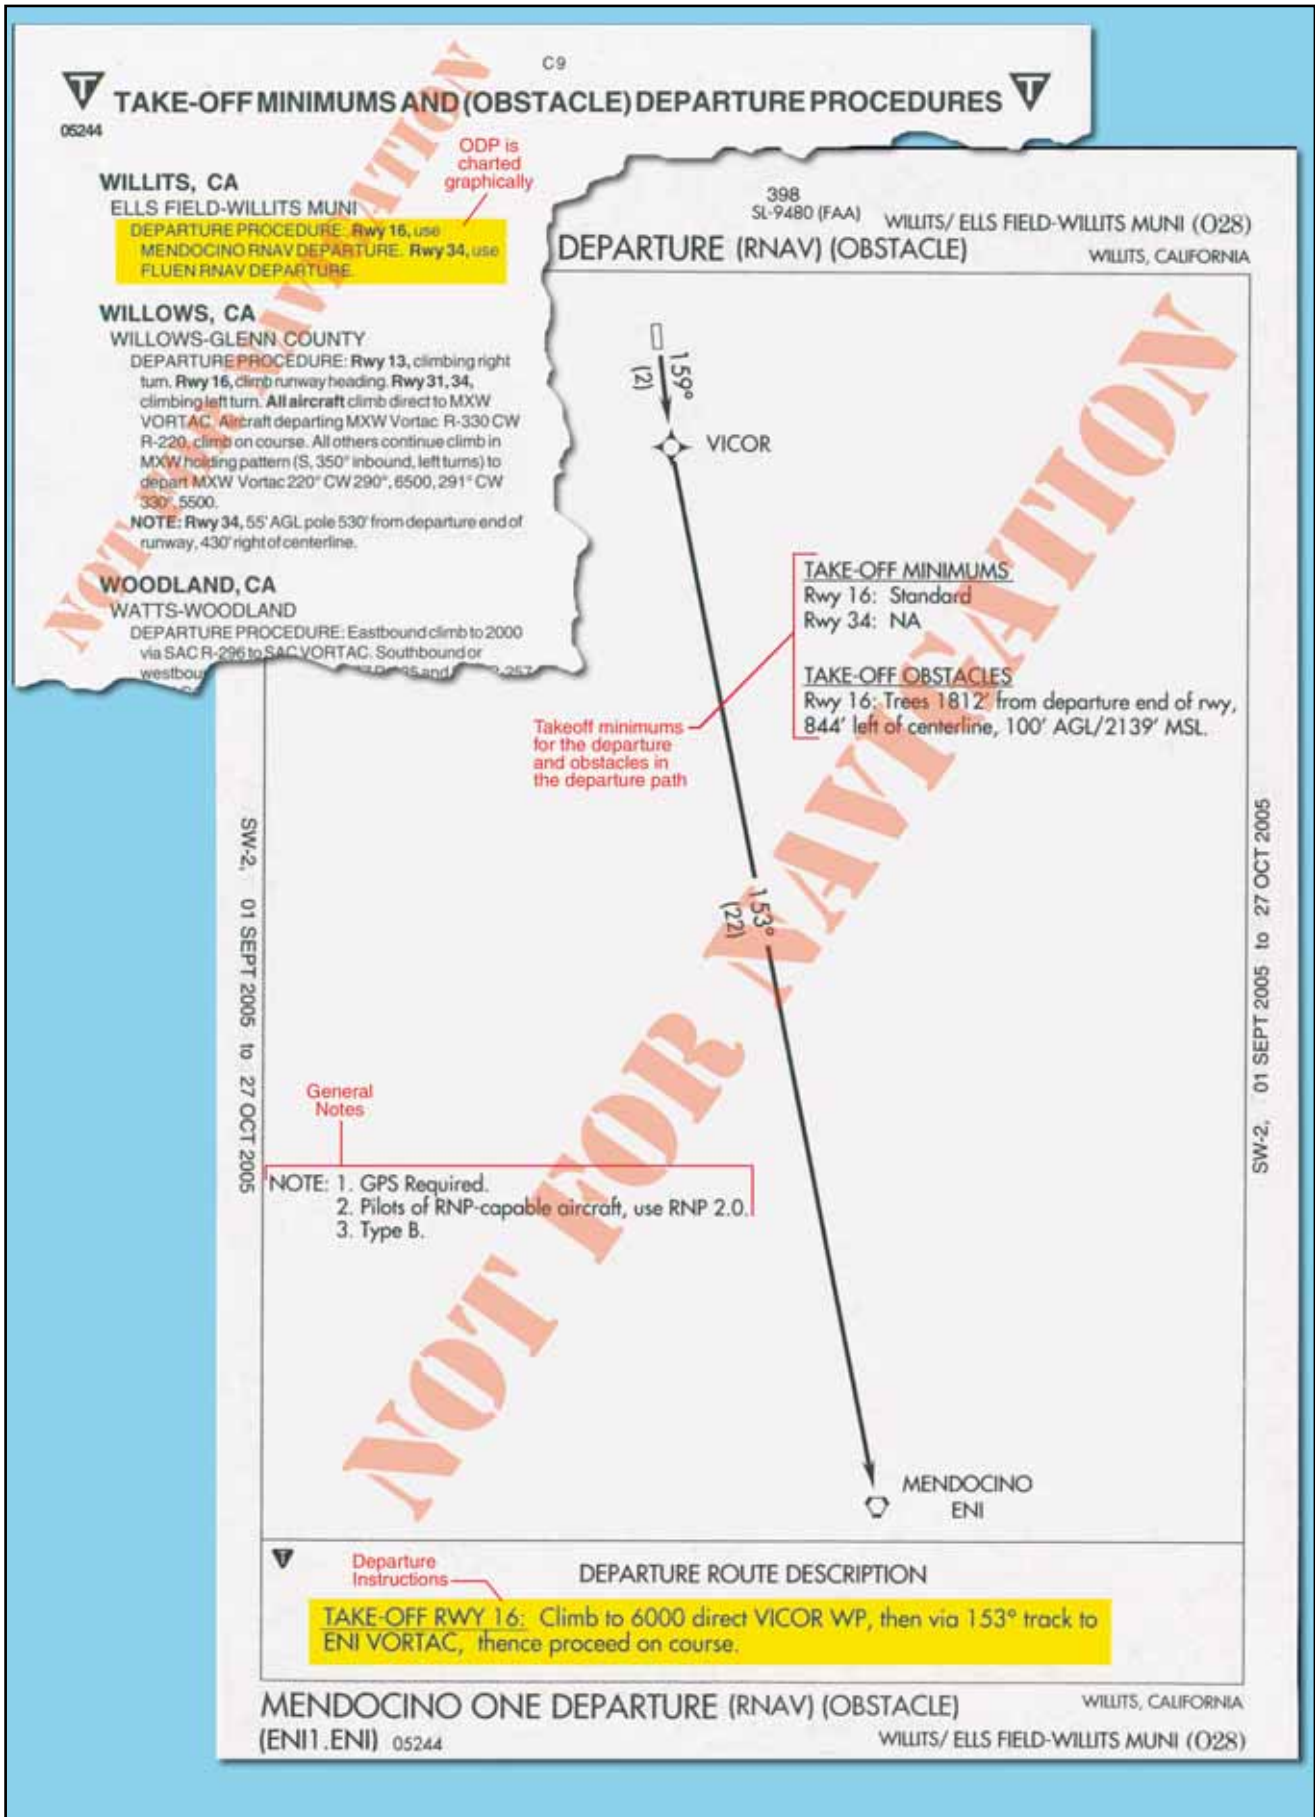 C9
TAKE-OFF MINIMUMS AND (OBSTACLE) DEPARTURE PROCEDURES
05244
ODP is
charted
graphically
WILLITS, CA
ELLS FIELD-WILLITS MUNI
DEPARTURE PROCEDURE: Rwy 16, use
MENDOCINO RNAV DEPARTURE. Rwy 34, use
FLUEN RNAV DEPARTURE.
WILLOWS, CA
WILLOWS-GLENN COUNTY
DEPARTURE PROCEDURE: Rwy 13, climbing right
turn. Rwy 16, climb runway heading. Rwy 31, 34,
climbing left turn. All aircraft climb direct to MXW
VORTAC. Aircraft departing MXW Vortac R-330 CW
R-220, climb on course. All others continue climb in
MXW holding pattern (S, 350° inbound, left turns) to
depart MXW Vortac 220° CW 290°, 6500, 291° CW
330°, 5500.
NOTE: Rwy 34, 55' AGL pole 530' from departure end of
runway, 430' right of centerline.
WOODLAND, CA
WATTS-WOODLAND
DEPARTURE PROCEDURE: Eastbound climb to 2000
via SAC R-296 to SAC VORTAC. Southbound or
NOT FOR NAVIGATION
398
SL-9480 (FAA)
WILLITS/ ELLS FIELD-WILLITS MUNI (O28)
DEPARTURE (RNAV) (OBSTACLE)
WILLITS, CALIFORNIA
159°
(2)
VICOR
TAKE-OFF MINIMUMS
Rwy 16: Standard
Rwy 34: NA
TAKE-OFF OBSTACLES
Rwy 16: Trees 1812' from departure end of rwy,
844' left of centerline, 100' AGL/2139' MSL.
Takeoff minimums
for the departure
and obstacles in
the departure path
153°
(22)
SW-2, 01 SEPT 2005 to 27 OCT 2005
SW-2, 01 SEPT 2005 to 27 OCT 2005
General
Notes
NOTE: 1. GPS Required.
2. Pilots of RNP-capable aircraft, use RNP 2.0.
3. Type B.
NOT FOR NAVIGATION
MENDOCINO
ENI
T
Departure
Instructions
DEPARTURE ROUTE DESCRIPTION
TAKE-OFF RWY 16: Climb to 6000 direct VICOR WP, then via 153° track to
ENI VORTAC, thence proceed on course.
MENDOCINO ONE DEPARTURE (RNAV) (OBSTACLE)
WILLITS, CALIFORNIA
(ENI1.ENI) 05244
WILLITS/ ELLS FIELD-WILLITS MUNI (O28)